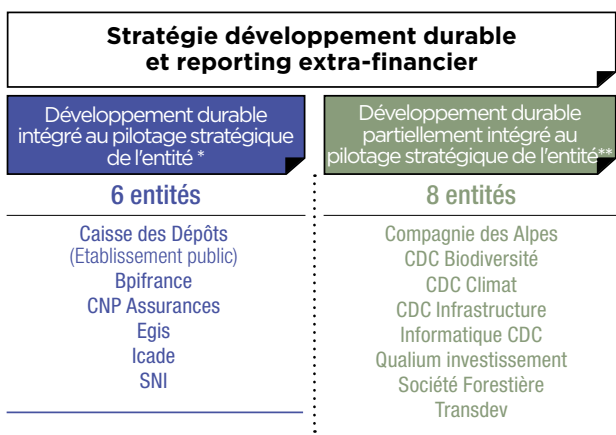 Stratégie développement durable
et reporting extra-financier
Développement durable
intégré au pilotage stratégique
de l'entité *
6 entités
Caisse des Dépôts
(Etablissement public)
Bpifrance
CNP Assurances
Egis
Icade
SNI
Développement durable
partiellement intégré au
pilotage stratégique de l'entité**
8 entités
Compagnie des Alpes
CDC Biodiversité
CDC Climat
CDC Infrastructure
Informatique CDC
Qualium investissement
Société Forestière
Transdev